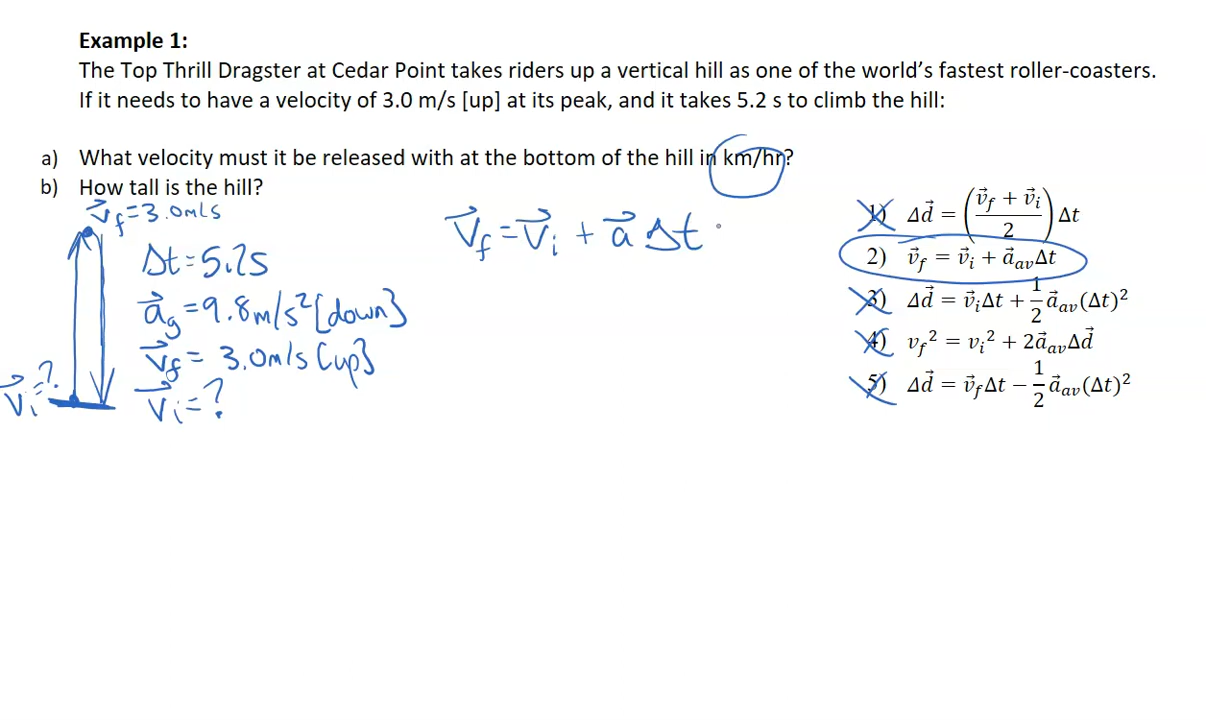 Example 1:
The Top Thrill Dragster at Cedar Point takes riders up a vertical hill as one of the world's fastest roller-coasters.
If it needs to have a velocity of 3.0 m/s [up] at its peak, and it takes 5.2 s to climb the hill:
a) What velocity must it be released with at the bottom of the hill in km/hr?
b) How tall is the hill?
v⃗f = 3.0m/s
Δt = 5.2s
a⃗g = 9.8m/s² [down]
v⃗f = 3.0m/s [up]
v⃗i = ?
v⃗i = ?
v⃗f = v⃗i + a⃗ Δt
1) Δd⃗ = ((v⃗f + v⃗i)/2) Δt
2) v⃗f = v⃗i + a⃗avΔt
3) Δd⃗ = v⃗iΔt + 1/2 a⃗av(Δt)²
4) vf² = vi² + 2a⃗avΔd⃗
5) Δd⃗ = v⃗fΔt − 1/2 a⃗av(Δt)²